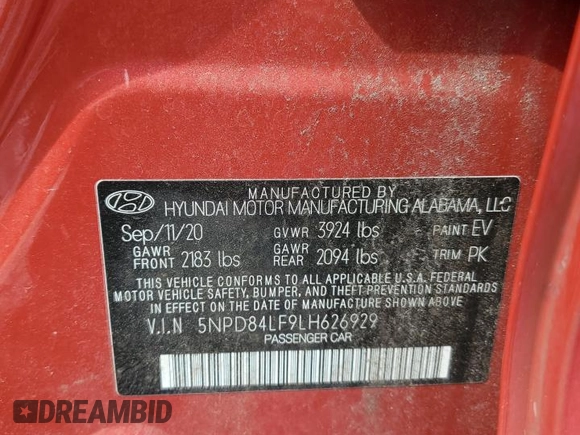 MANUFACTURED BY
HYUNDAI MOTOR MANUFACTURING ALABAMA, LLC
Sep/11/20 GVWR 3924 lbs PAINT EV
GAWR FRONT 2183 lbs GAWR REAR 2094 lbs TRIM PK
THIS VEHICLE CONFORMS TO ALL APPLICABLE U.S.A. FEDERAL
MOTOR VEHICLE SAFETY, BUMPER, AND THEFT PREVENTION
STANDARDS IN EFFECT ON THE DATE OF MANUFACTURE SHOWN ABOVE.
V.I.N 5NPD84LF9LH626929
PASSENGER CAR
DREAMBID